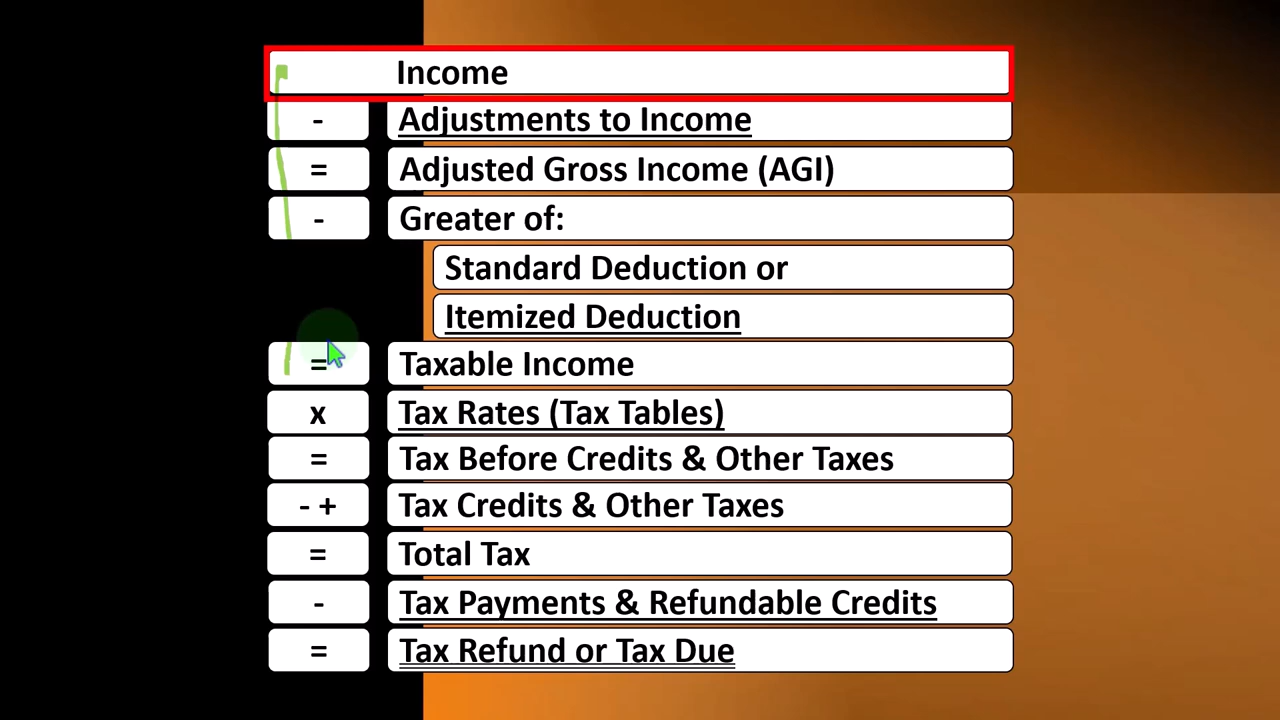 Income
- Adjustments to Income
= Adjusted Gross Income (AGI)
- Greater of:
Standard Deduction or
Itemized Deduction
= Taxable Income
x Tax Rates (Tax Tables)
= Tax Before Credits & Other Taxes
- + Tax Credits & Other Taxes
= Total Tax
- Tax Payments & Refundable Credits
= Tax Refund or Tax Due